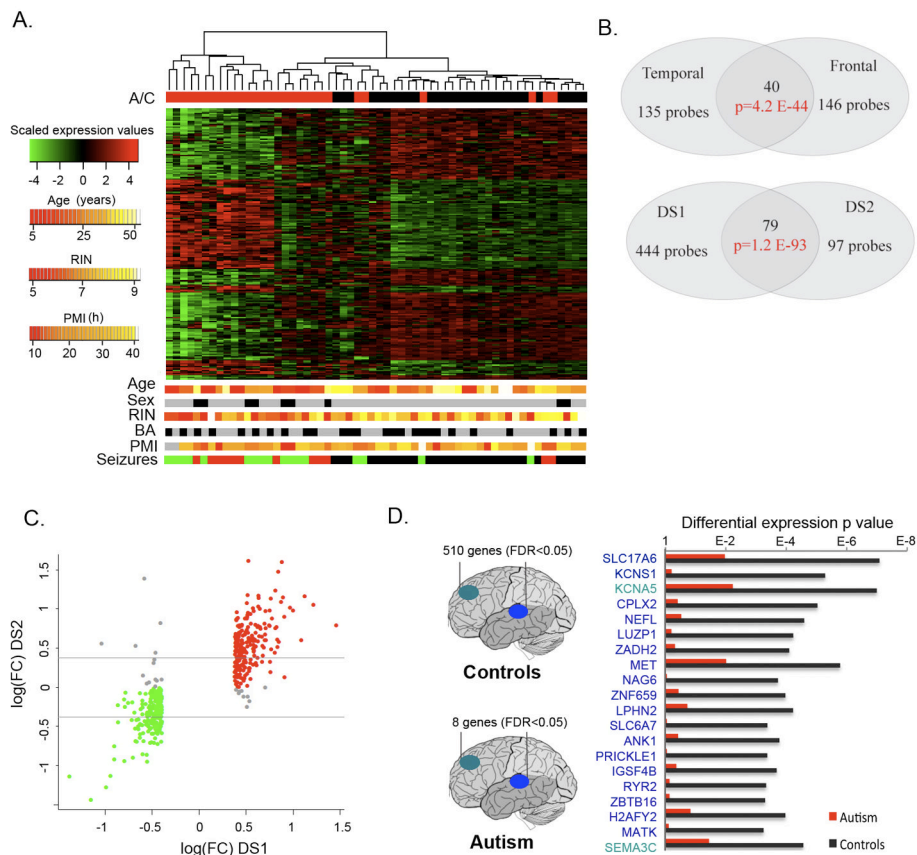 A.
A/C
Scaled expression values
-4 -2 0 2 4
Age (years)
5 25 50
RIN
5 7 9
PMI (h)
10 20 30 40
Age
Sex
RIN
BA
PMI
Seizures
B.
Temporal
135 probes
40
p=4.2 E-44
Frontal
146 probes
DS1
444 probes
79
p=1.2 E-93
DS2
97 probes
C.
log(FC) DS2
1.5
1
0.5
0
-0.5
-1
-1 -0.5 0 0.5 1 1.5
log(FC) DS1
D.
510 genes (FDR<0.05)
Controls
8 genes (FDR<0.05)
Autism
Differential expression p value
1 E-2 E-4 E-6 E-8
SLC17A6
KCNS1
KCNA5
CPLX2
NEFL
LUZP1
ZADH2
MET
NAG6
ZNF659
LPHN2
SLC6A7
ANK1
PRICKLE1
IGSF4B
RYR2
ZBTB16
H2AFY2
MATK
SEMA3C
Autism
Controls